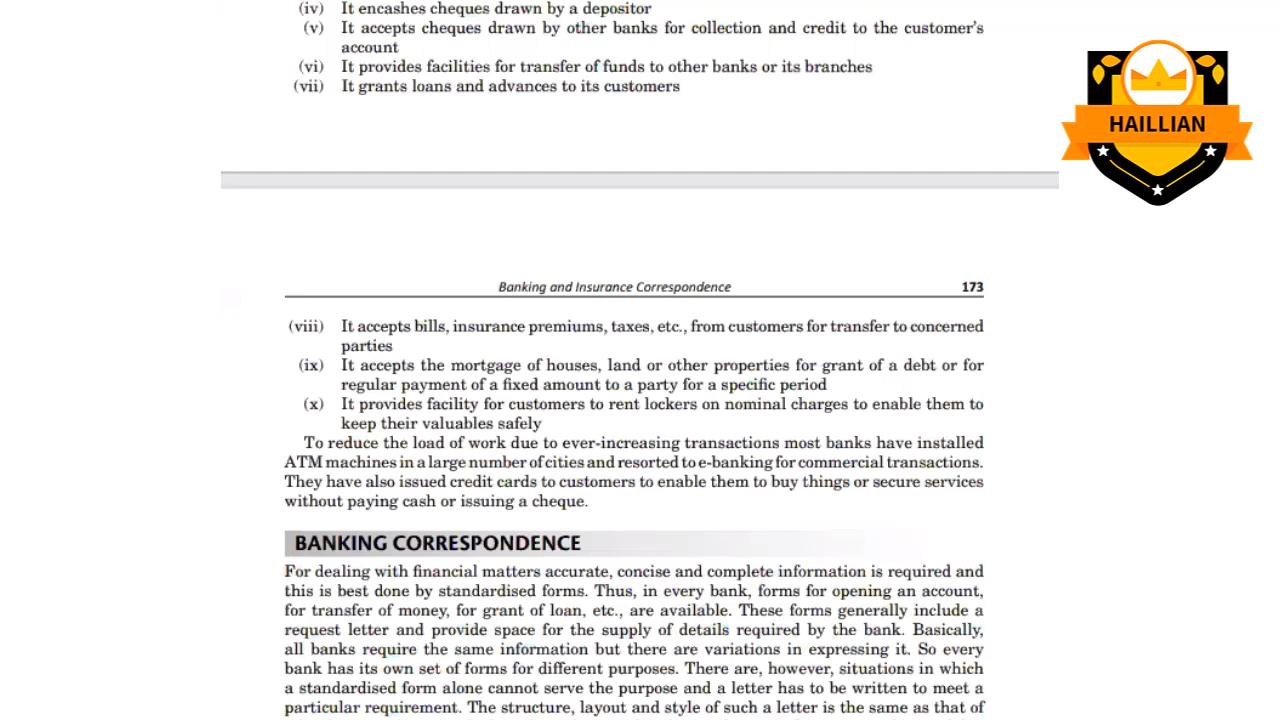 (iv) It encashes cheques drawn by a depositor
(v) It accepts cheques drawn by other banks for collection and credit to the customer's
account
(vi) It provides facilities for transfer of funds to other banks or its branches
(vii) It grants loans and advances to its customers
HAILLIAN
Banking and Insurance Correspondence 173
(viii) It accepts bills, insurance premiums, taxes, etc., from customers for transfer to concerned
parties
(ix) It accepts the mortgage of houses, land or other properties for grant of a debt or for
regular payment of a fixed amount to a party for a specific period
(x) It provides facility for customers to rent lockers on nominal charges to enable them to
keep their valuables safely
To reduce the load of work due to ever-increasing transactions most banks have installed
ATM machines in a large number of cities and resorted to e-banking for commercial transactions.
They have also issued credit cards to customers to enable them to buy things or secure services
without paying cash or issuing a cheque.
BANKING CORRESPONDENCE
For dealing with financial matters accurate, concise and complete information is required and
this is best done by standardised forms. Thus, in every bank, forms for opening an account,
for transfer of money, for grant of loan, etc., are available. These forms generally include a
request letter and provide space for the supply of details required by the bank. Basically,
all banks require the same information but there are variations in expressing it. So every
bank has its own set of forms for different purposes. There are, however, situations in which
a standardised form alone cannot serve the purpose and a letter has to be written to meet a
particular requirement. The structure, layout and style of such a letter is the same as that of